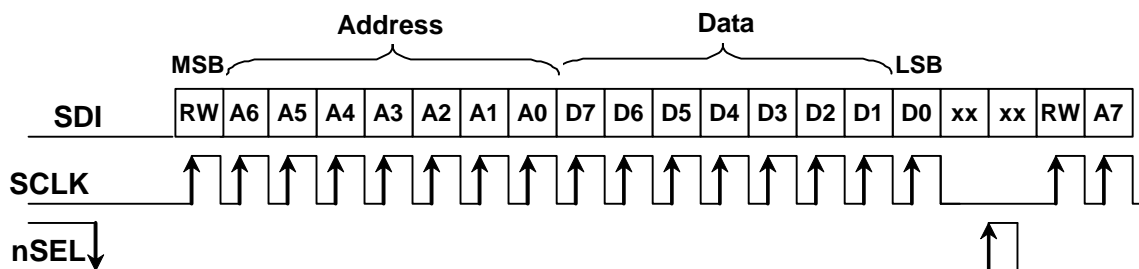 Address Data
MSB LSB
SDI RW A6 A5 A4 A3 A2 A1 A0 D7 D6 D5 D4 D3 D2 D1 D0 xx xx RW A7
SCLK
nSEL